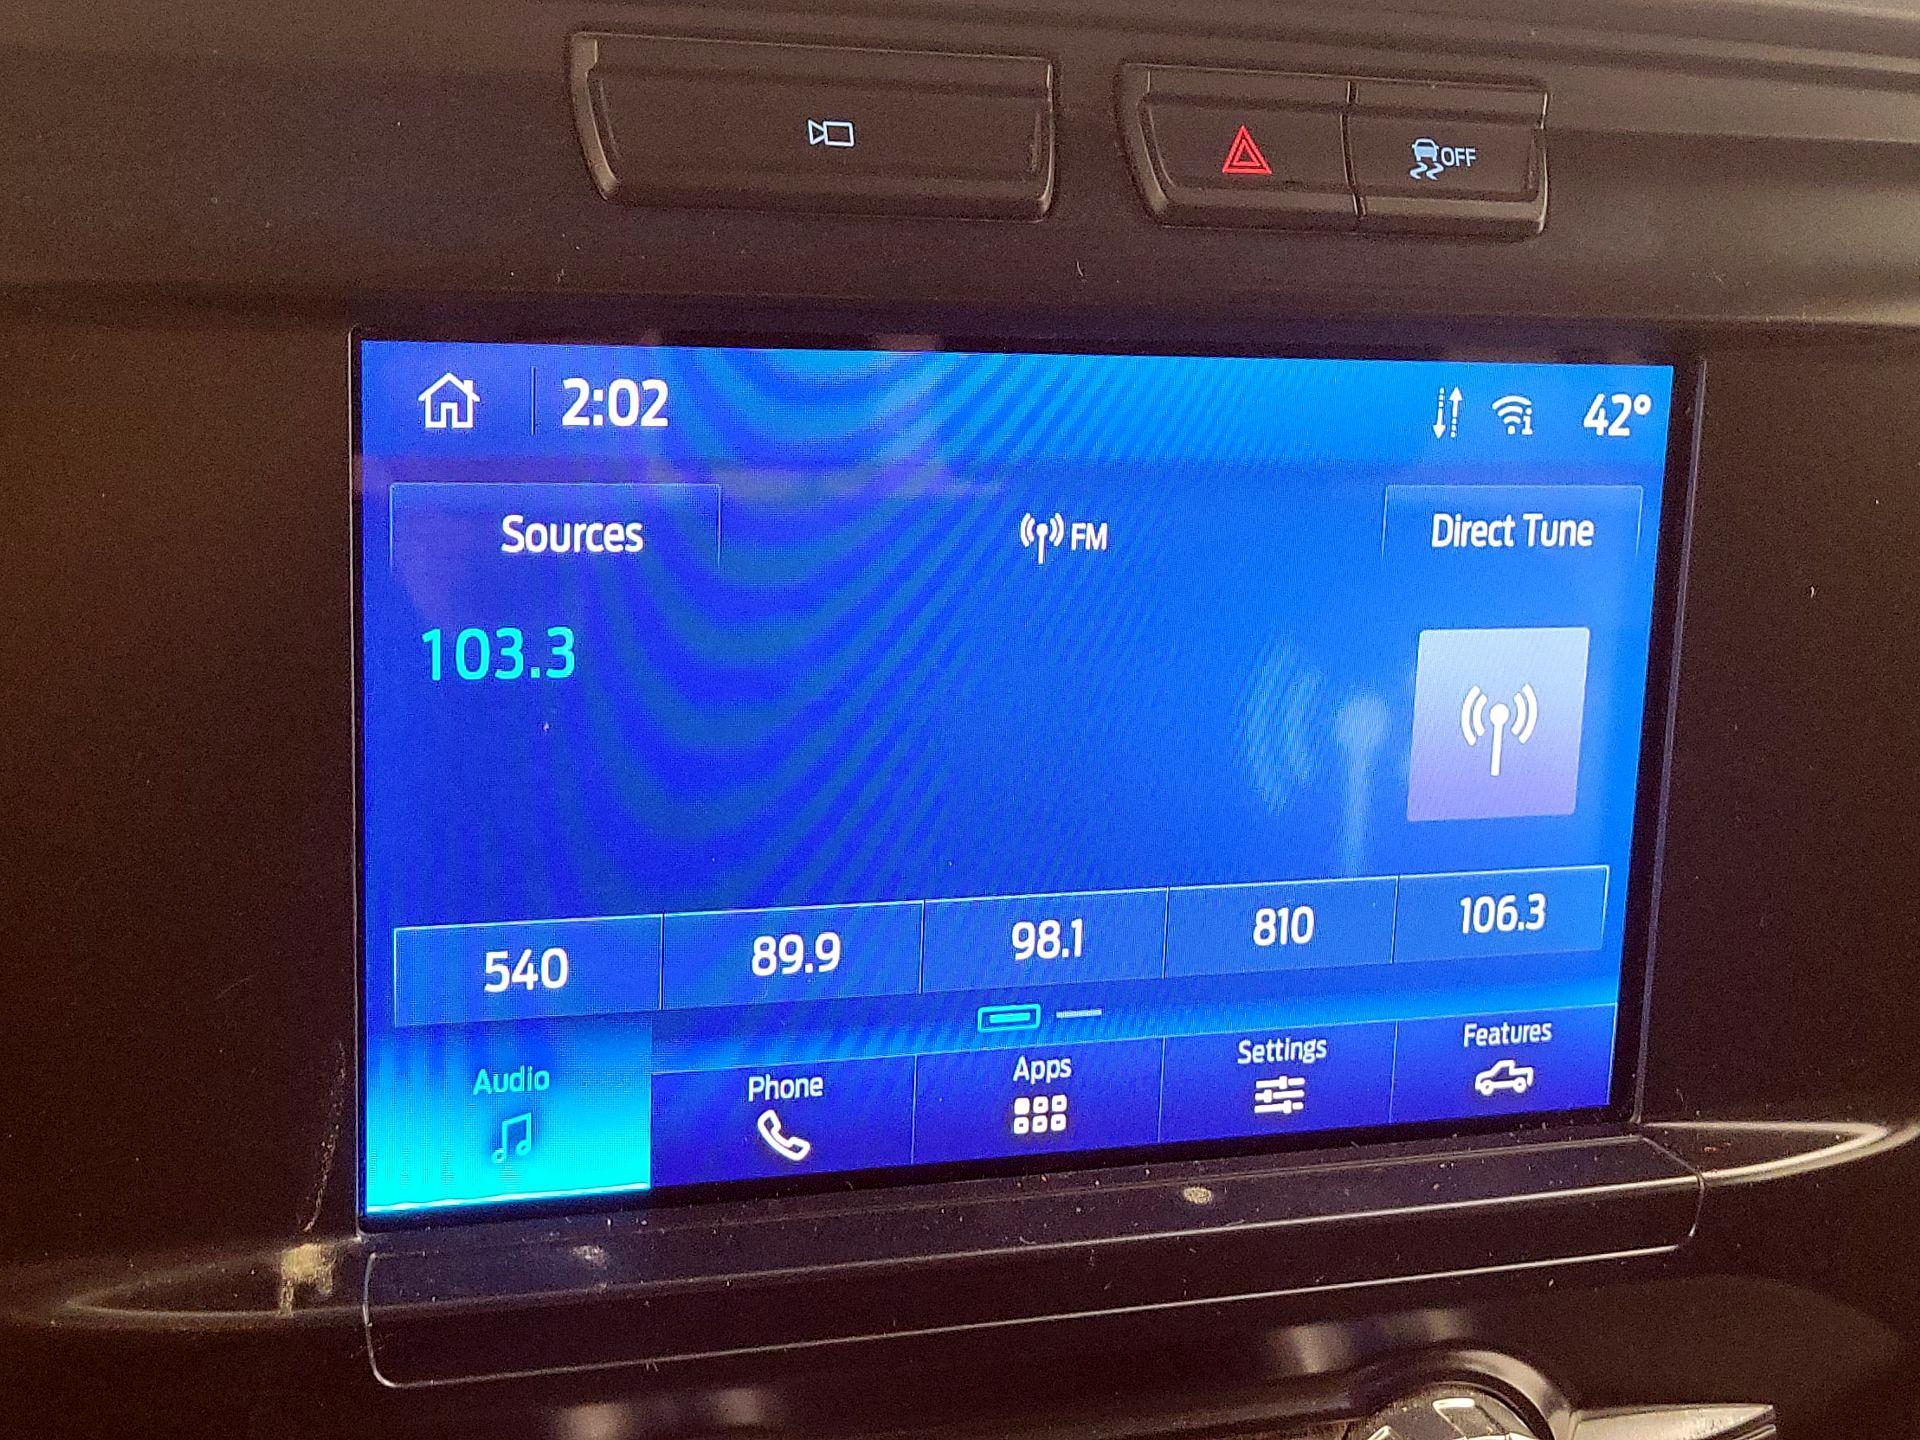 OFF
2:02 42°
Sources FM Direct Tune
103.3
540 89.9 98.1 810 106.3
Audio Phone Apps Settings Features